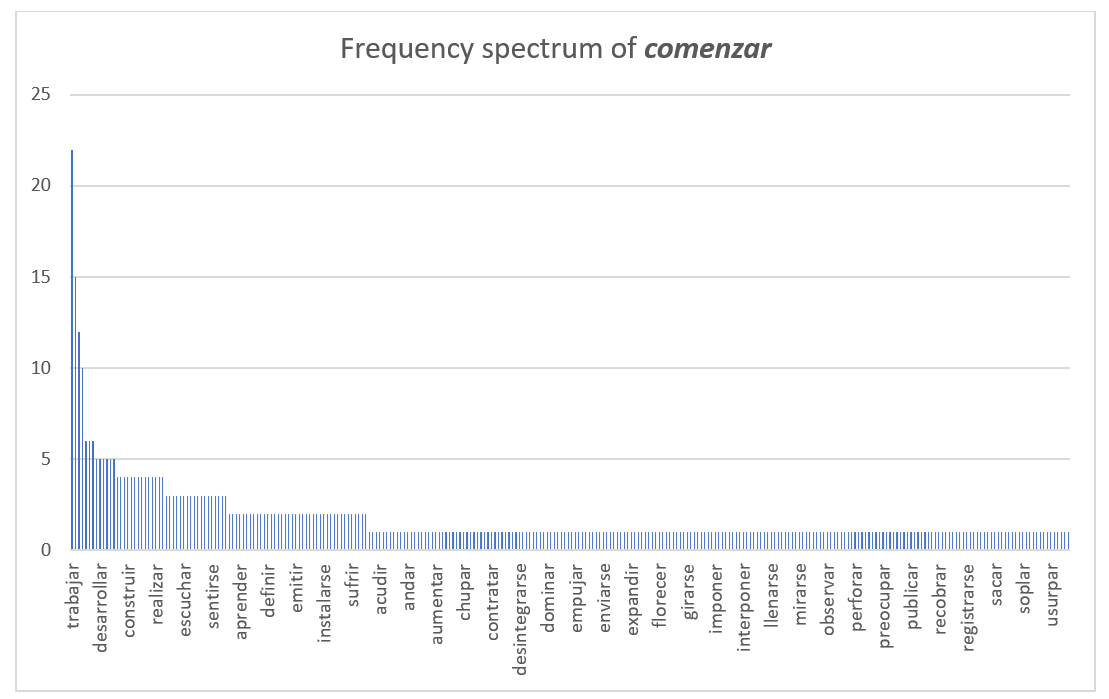 Frequency spectrum of comenzar
25
20
15
10
5
0
trabajar
desarrollar
construir
realizar
escuchar
sentirse
aprender
definir
emitir
instalarse
sufrir
acudir
andar
aumentar
chupar
contratar
desintegrarse
dominar
empujar
enviarse
expandir
florecer
girarse
imponer
interponer
llenarse
mirarse
observar
perforar
preocupar
publicar
recobrar
registrarse
sacar
soplar
usurpar